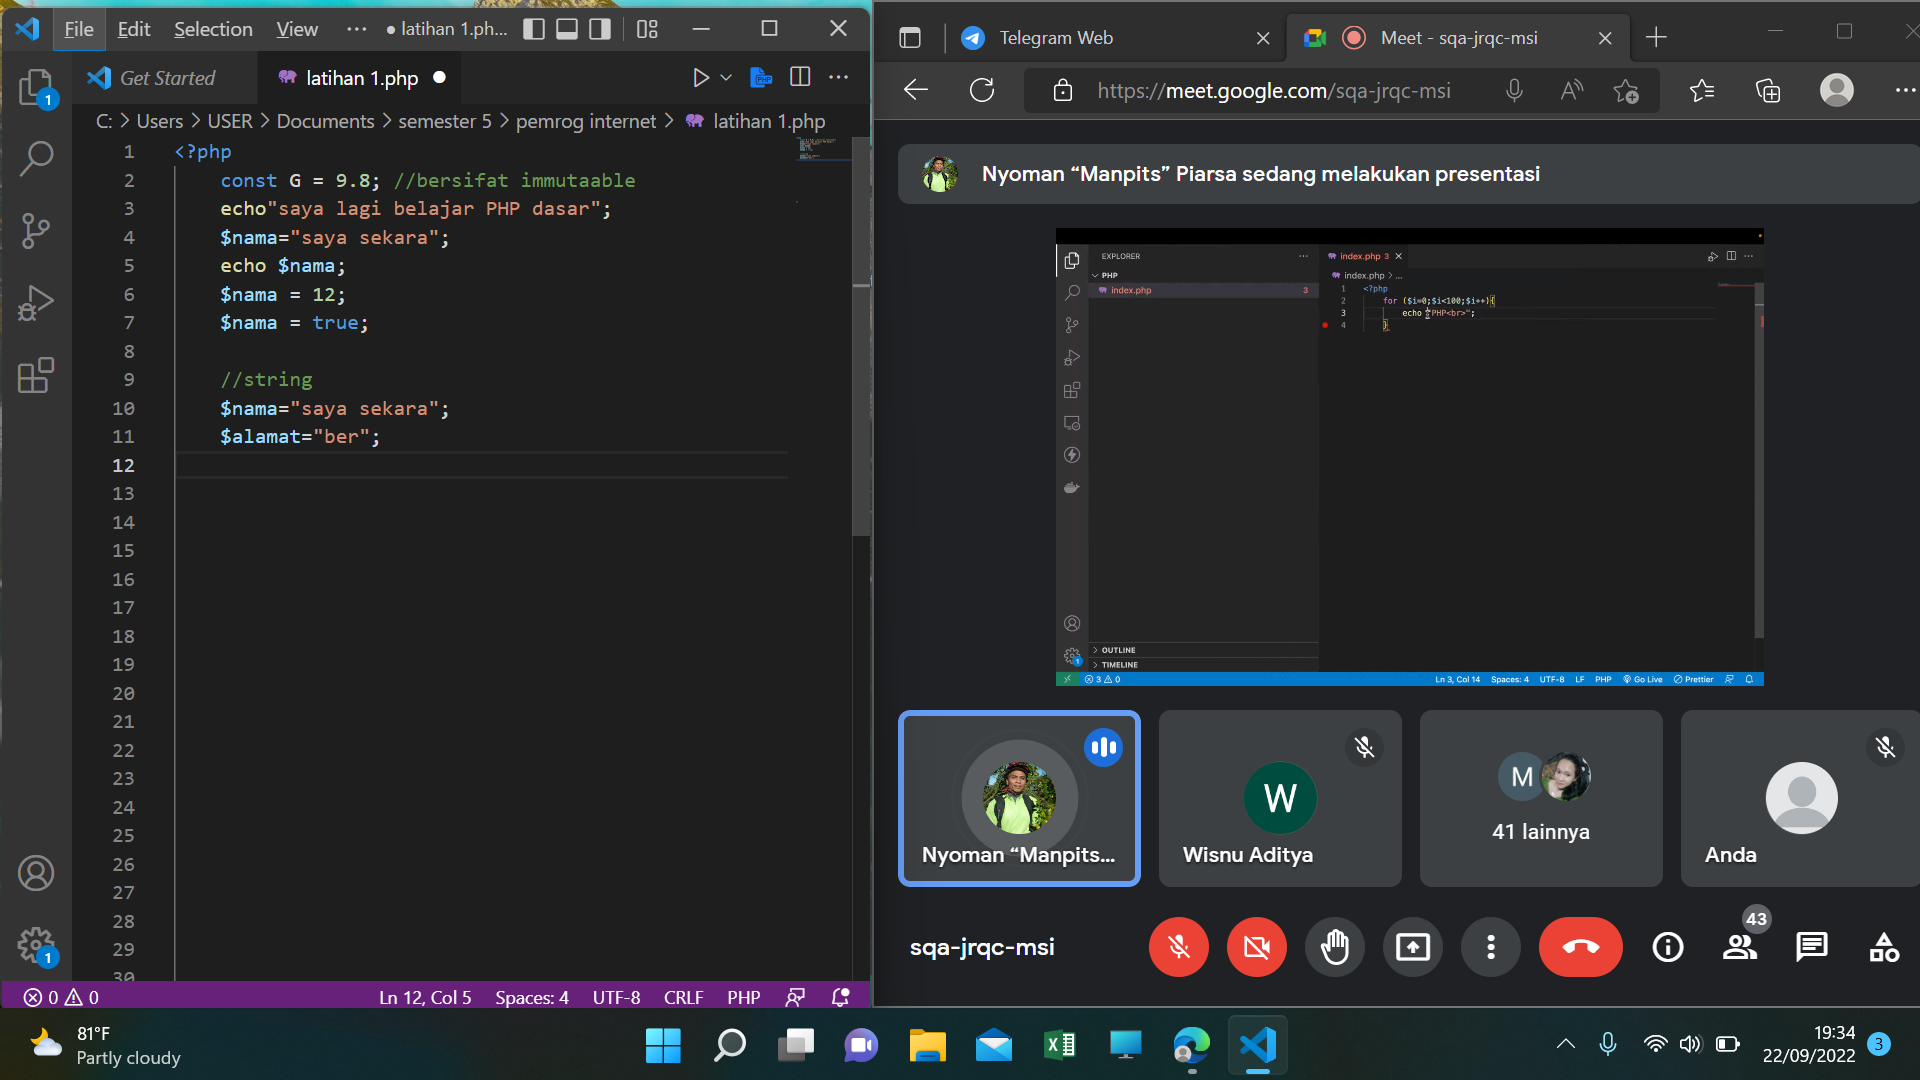 File Edit Selection View ··· ● latihan 1.ph...
Get Started
latihan 1.php ●
C: > Users > USER > Documents > semester 5 > pemrog internet > latihan 1.php
1 <?php
2 const G = 9.8; //bersifat immutaable
3 echo"saya lagi belajar PHP dasar";
4 $nama="saya sekara";
5 echo $nama;
6 $nama = 12;
7 $nama = true;
8
9 //string
10 $nama="saya sekara";
11 $alamat="ber";
12
13
14
15
16
17
18
19
20
21
22
23
24
25
26
27
28
29
30
1
1
0 0 Ln 12, Col 5 Spaces: 4 UTF-8 CRLF PHP
Telegram Web
Meet - sqa-jrqc-msi
https://meet.google.com/sqa-jrqc-msi
Nyoman “Manpits” Piarsa sedang melakukan presentasi
EXPLORER
PHP
index.php 3
index.php 3
index.php > ...
1 <?php
2 for ($i=0;$i<100;$i++){
3 echo "PHP<br>";
4 }
OUTLINE
TIMELINE
3 0 Ln 3, Col 14 Spaces: 4 UTF-8 LF PHP Go Live Prettier
Nyoman “Manpits...
W
Wisnu Aditya
M
41 lainnya
Anda
sqa-jrqc-msi
43
81°F
Partly cloudy
19:34
22/09/2022
3